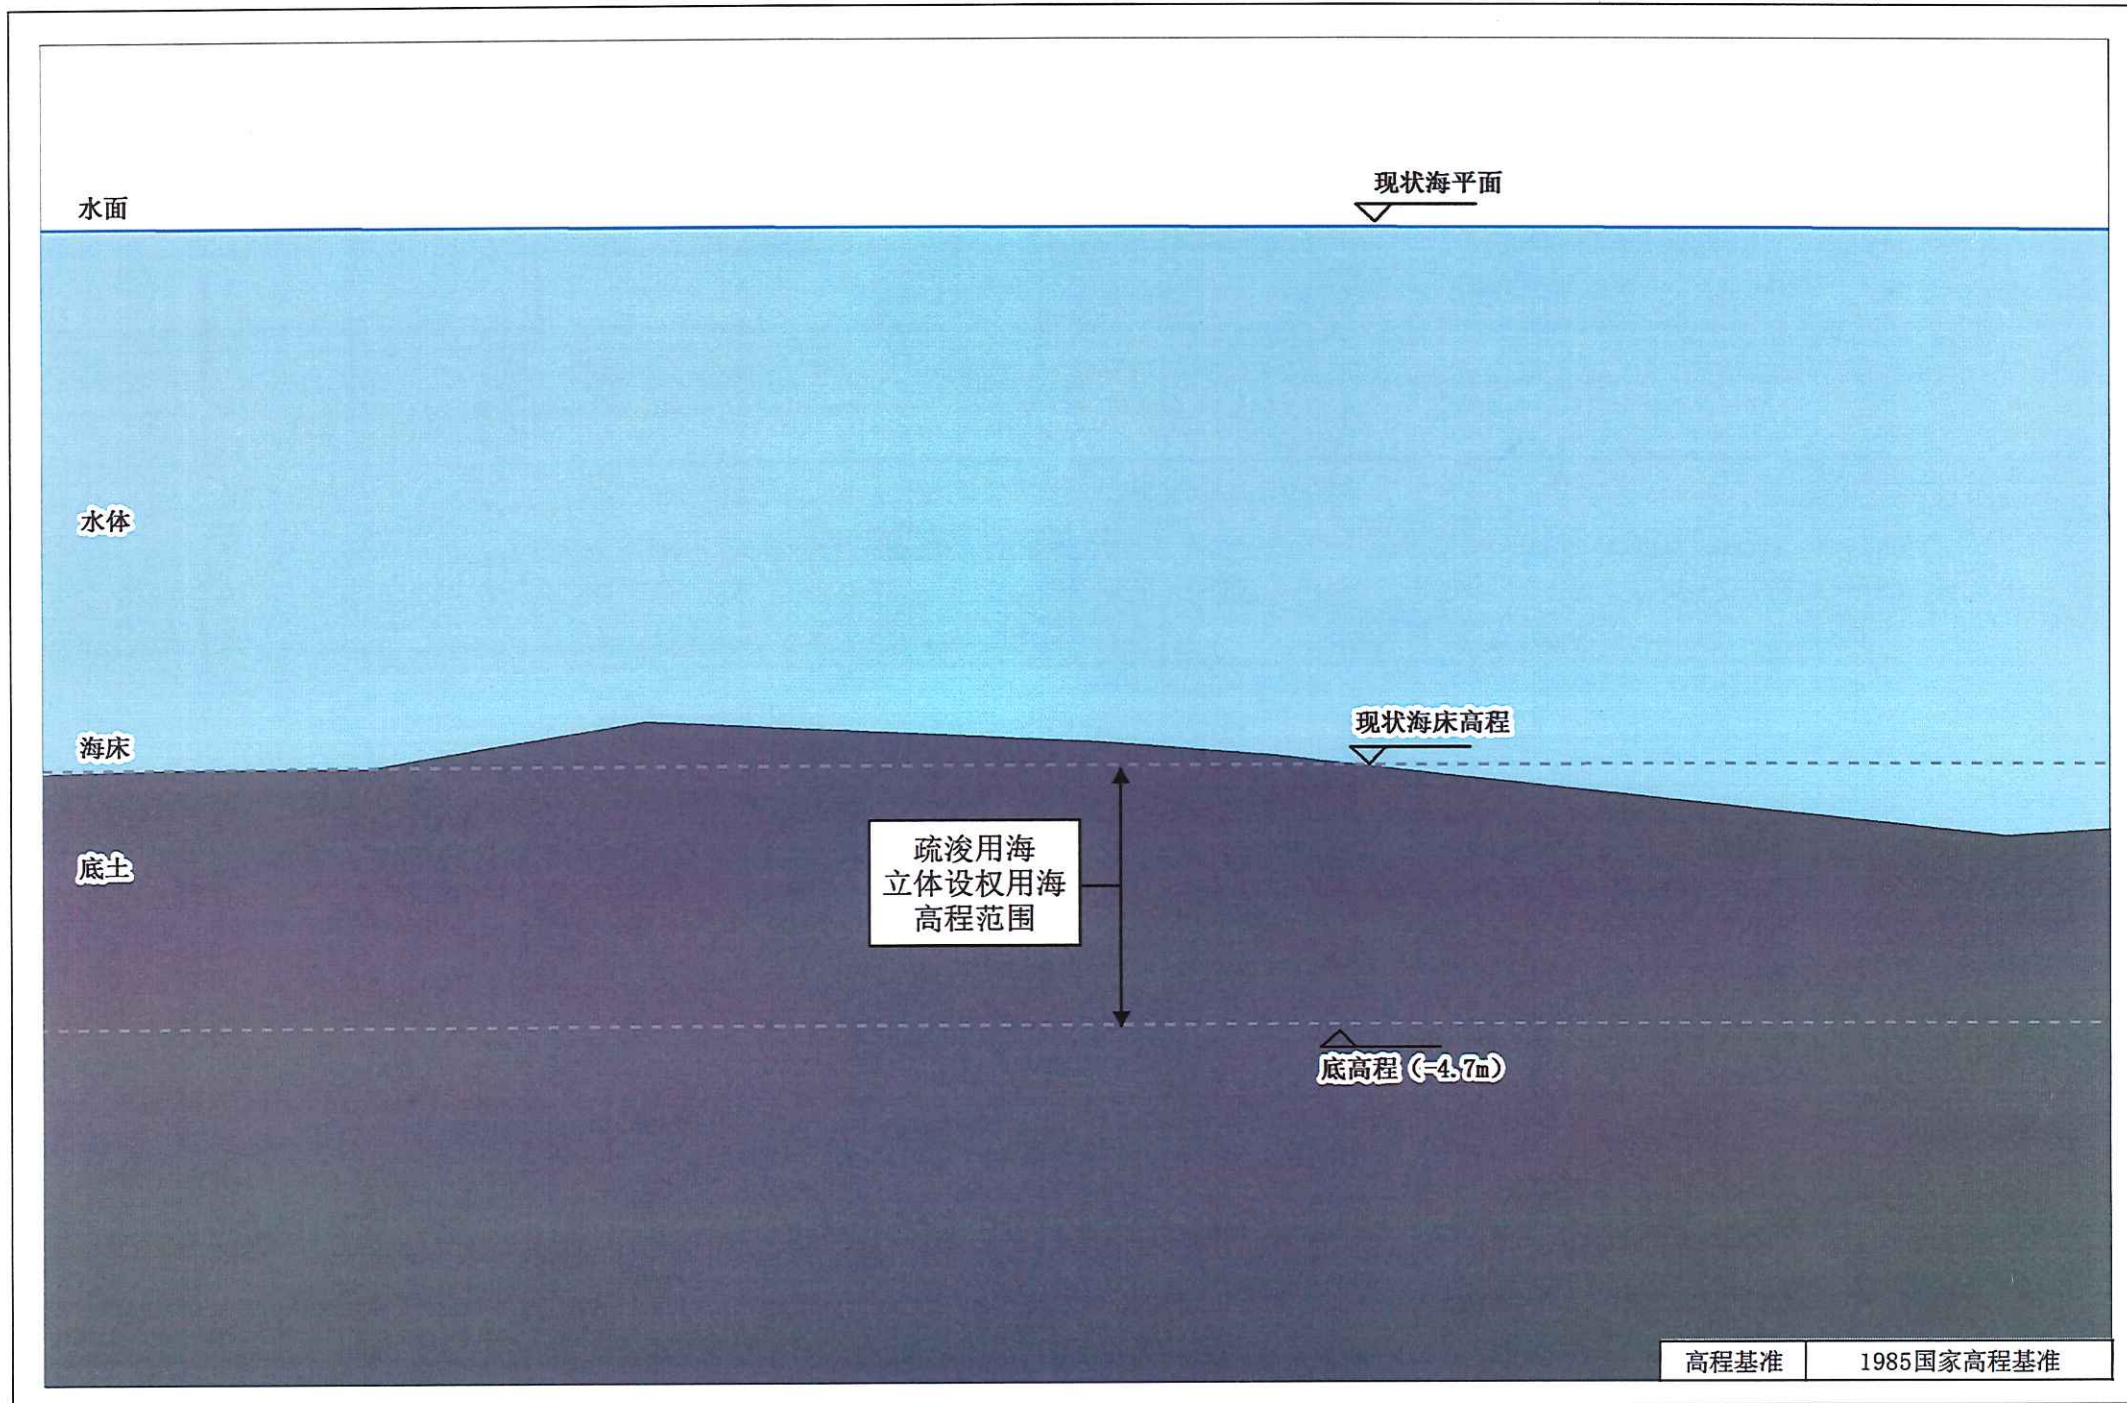 现状海平面
水面
水体
现状海床高程
海床
疏浚用海
立体设权用海
高程范围
底土
底高程（-4.7m）
高程基准 1985国家高程基准